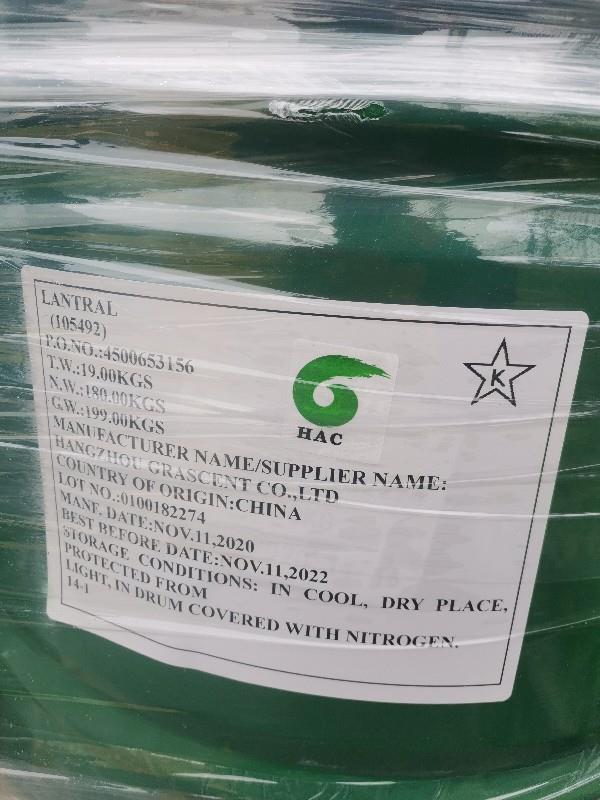 LANTRAL
(105492)
P.O.NO.:4500653156
T.W.:19.00KGS
N.W.:180.00KGS
G.W.:199.00KGS
HAC
K
MANUFACTURER NAME/SUPPLIER NAME:
HANGZHOU GRASCENT CO.,LTD
COUNTRY OF ORIGIN:CHINA
LOT NO.:0100182274
MANF. DATE:NOV.11,2020
BEST BEFORE DATE:NOV.11,2022
STORAGE CONDITIONS: IN COOL, DRY PLACE,
PROTECTED FROM
LIGHT, IN DRUM COVERED WITH NITROGEN.
14-1